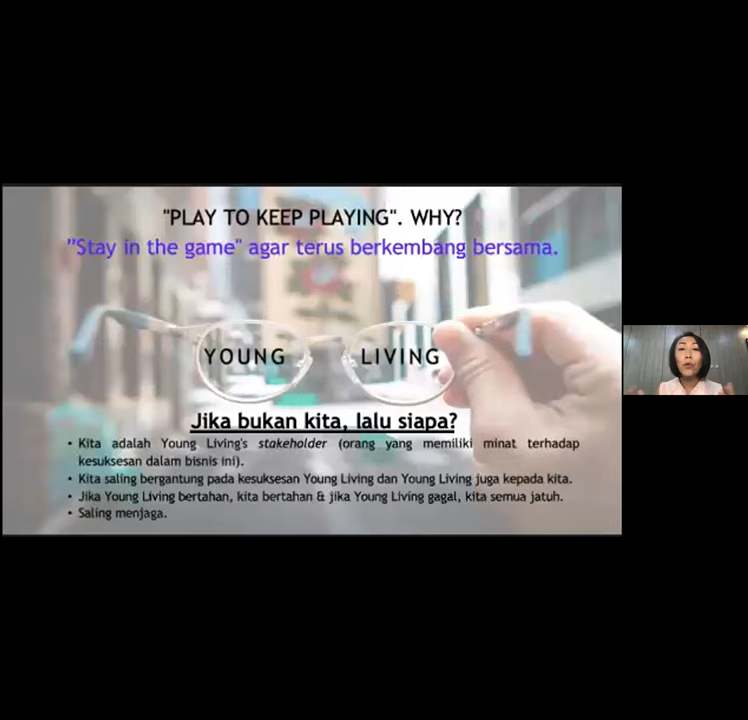 "PLAY TO KEEP PLAYING". WHY?
"Stay in the game" agar terus berkembang bersama.
YOUNG LIVING
Jika bukan kita, lalu siapa?
• Kita adalah Young Living's stakeholder (orang yang memiliki minat terhadap
kesuksesan dalam bisnis ini).
• Kita saling bergantung pada kesuksesan Young Living dan Young Living juga kepada kita.
• Jika Young Living bertahan, kita bertahan & jika Young Living gagal, kita semua jatuh.
• Saling menjaga.